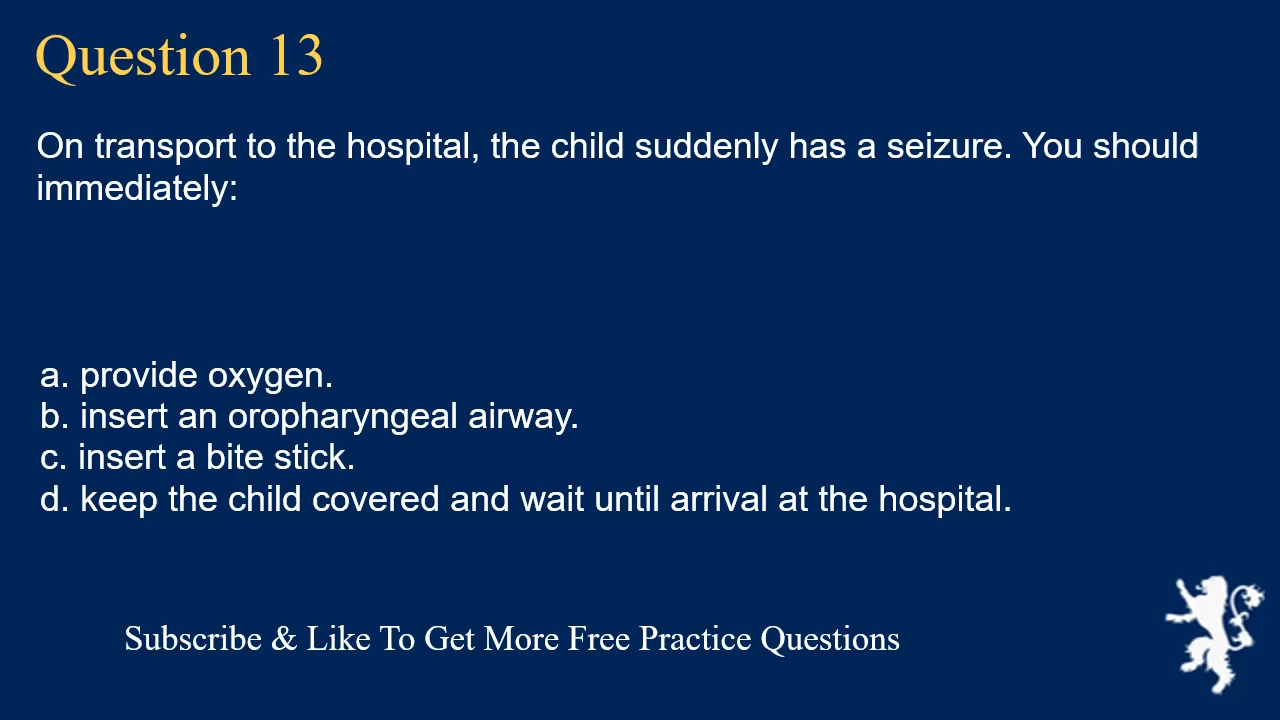 Question 13
On transport to the hospital, the child suddenly has a seizure. You should
immediately:
a. provide oxygen.
b. insert an oropharyngeal airway.
c. insert a bite stick.
d. keep the child covered and wait until arrival at the hospital.
Subscribe & Like To Get More Free Practice Questions